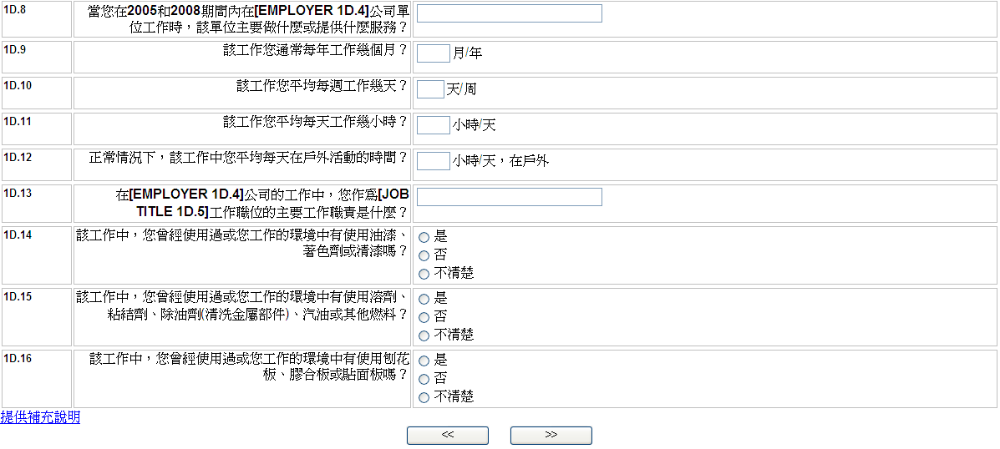 1D.8
當您在2005和2008期間內在[EMPLOYER 1D.4]公司單
位工作時，該單位主要做什麼或提供什麼服務？
1D.9
該工作您通常每年工作幾個月？
月/年
1D.10
該工作您平均每週工作幾天？
天/周
1D.11
該工作您平均每天工作幾小時？
小時/天
1D.12
正常情況下，該工作中您平均每天在戶外活動的時間？
小時/天，在戶外
1D.13
在[EMPLOYER 1D.4]公司的工作中，您作為[JOB
TITLE 1D.5]工作職位的主要工作職責是什麼？
1D.14
該工作中，您曾經使用過或您工作的環境中有使用油漆、
著色劑或清漆嗎？
是
否
不清楚
1D.15
該工作中，您曾經使用過或您工作的環境中有使用溶劑、
粘結劑、除油劑(清洗金屬部件)、汽油或其他燃料？
是
否
不清楚
1D.16
該工作中，您曾經使用過或您工作的環境中有使用刨花
板、膠合板或貼面板嗎？
是
否
不清楚
提供補充說明
<<
>>